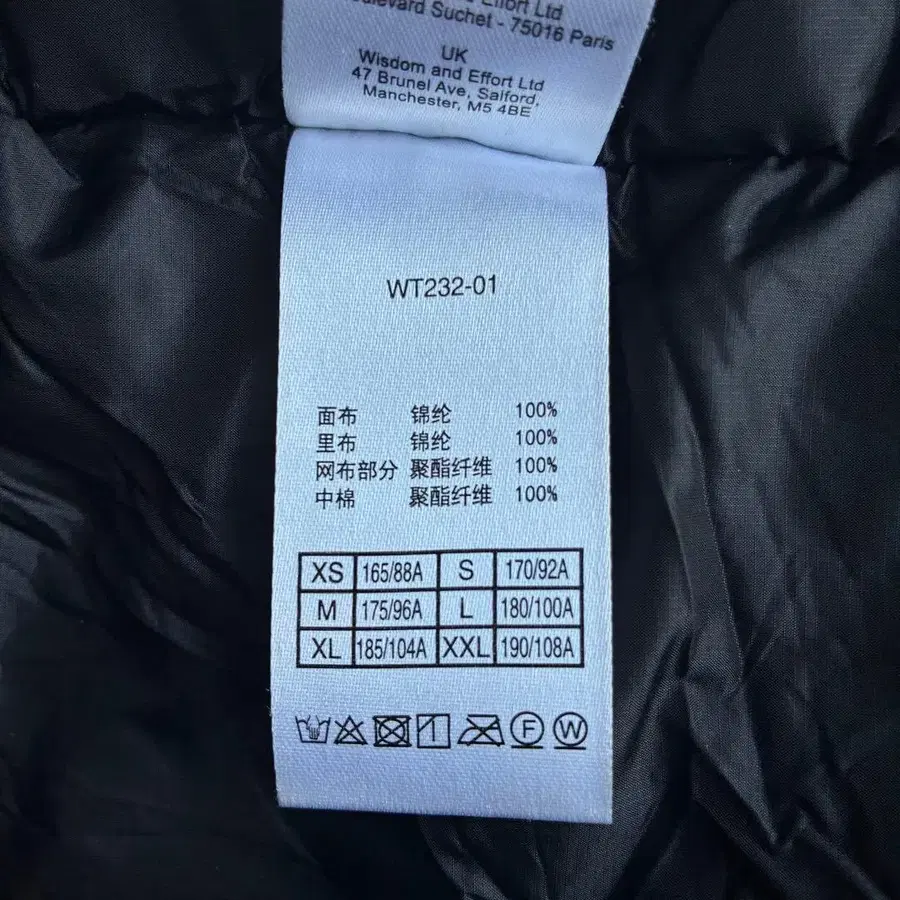 Effort Ltd
Suchet - 75016 Paris
UK
Wisdom and Effort Ltd
47 Brunel Ave, Salford,
Manchester, M5 4BE
WT232-01
面布 锦纶 100%
里布 锦纶 100%
网布部分 聚酯纤维 100%
中棉 聚酯纤维 100%
XS 165/88A S 170/92A
M 175/96A L 180/100A
XL 185/104A XXL 190/108A
F W